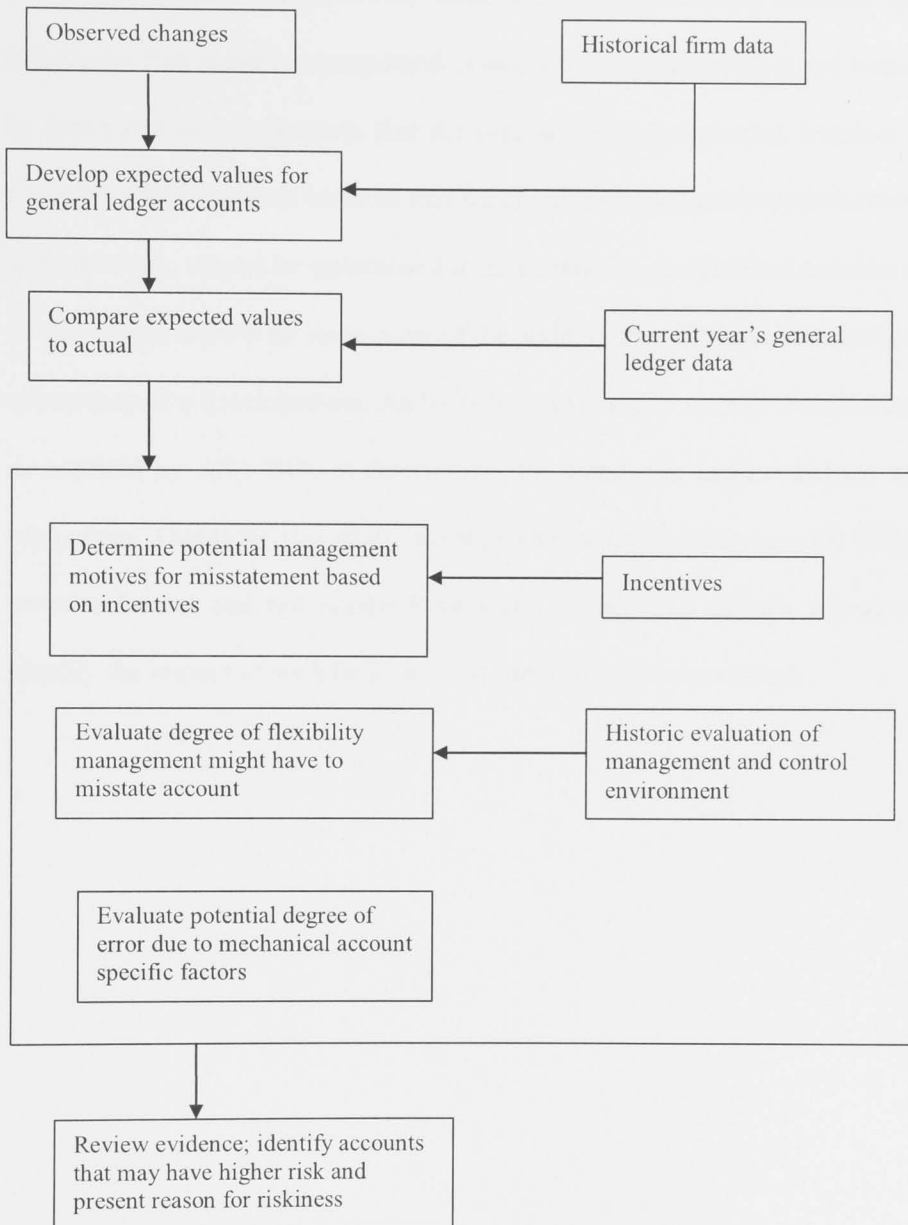 Observed changes
Historical firm data
Develop expected values for
general ledger accounts
Compare expected values
to actual
Current year's general
ledger data
Determine potential management
motives for misstatement based
on incentives
Incentives
Evaluate degree of flexibility
management might have to
misstate account
Historic evaluation of
management and control
environment
Evaluate potential degree of
error due to mechanical account
specific factors
Review evidence; identify accounts
that may have higher risk and
present reason for riskiness